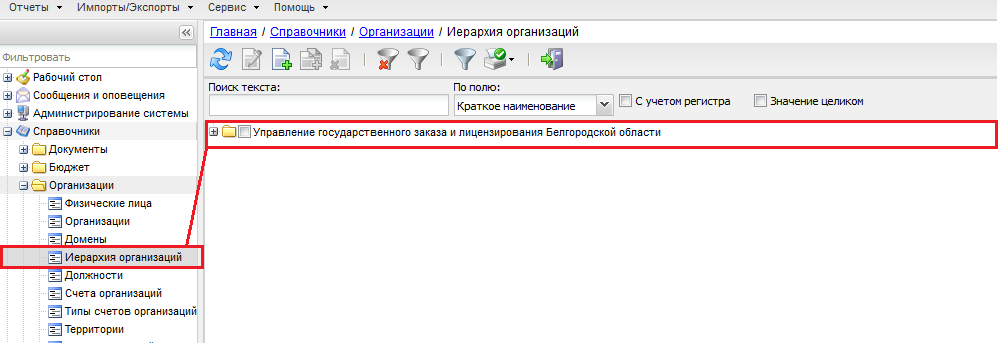 Отчеты Импорты/Экспорты Сервис Помощь
Фильтровать
Рабочий стол
Сообщения и оповещения
Администрирование системы
Справочники
Документы
Бюджет
Организации
Физические лица
Организации
Домены
Иерархия организаций
Должности
Счета организаций
Типы счетов организаций
Территории
Главная / Справочники / Организации / Иерархия организаций
Поиск текста: По полю:
Краткое наименование С учетом регистра Значение целиком
Управление государственного заказа и лицензирования Белгородской области